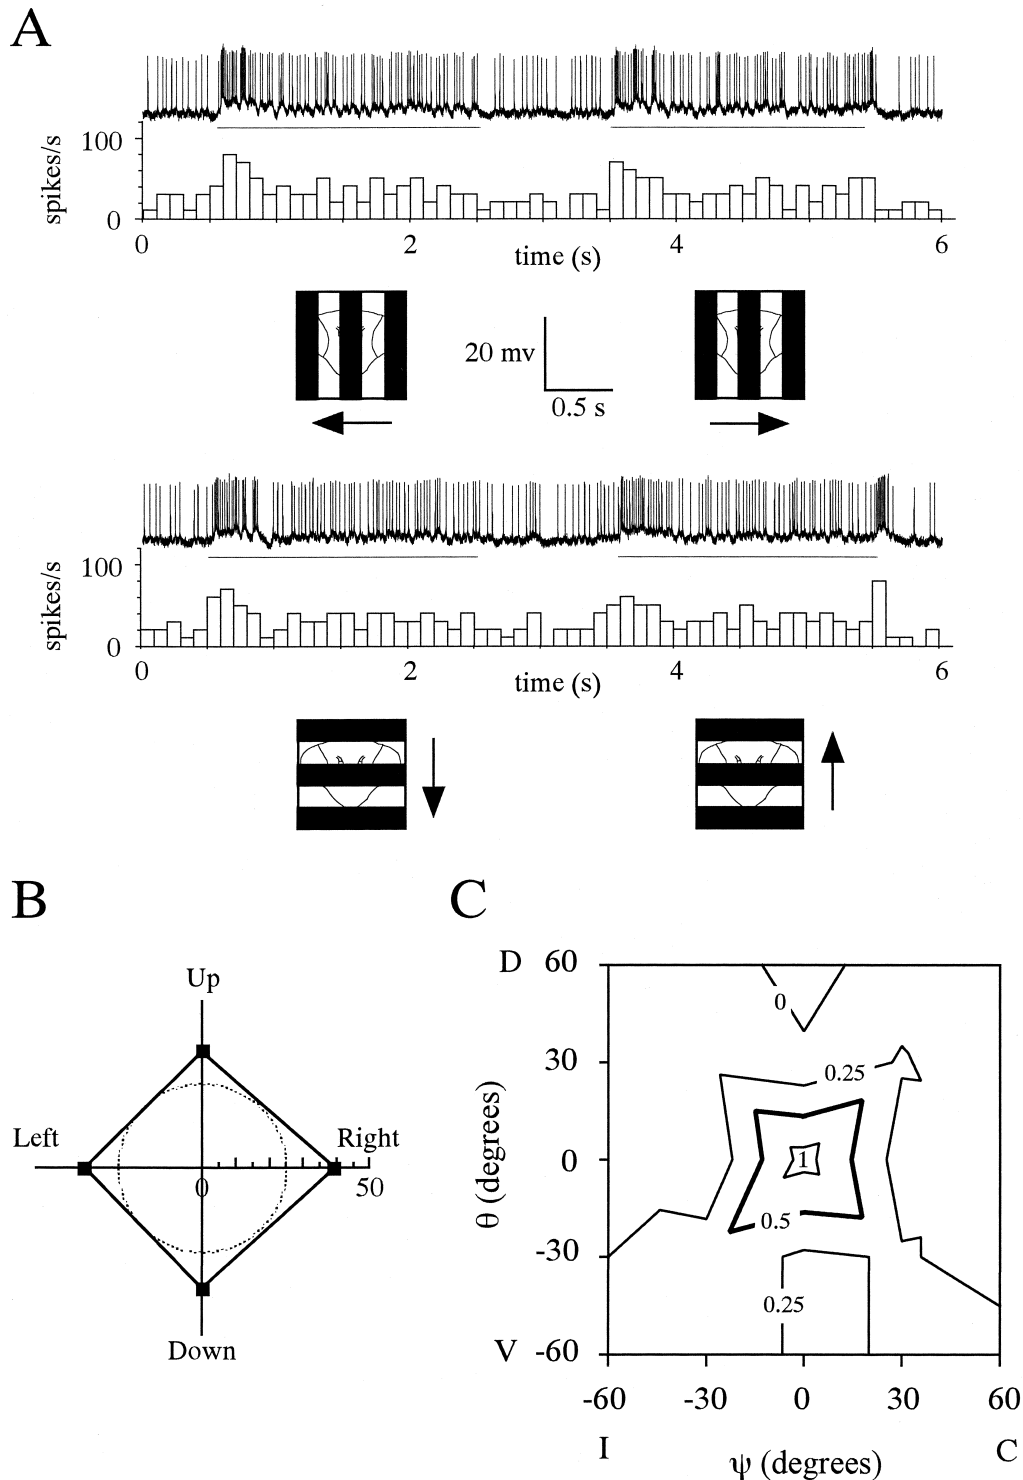 A
spikes/s
100
0
0
2
4
6
time (s)
20 mv
0.5 s
spikes/s
100
0
0
2
4
6
time (s)
B
Up
Left
Right
0
50
Down
C
D
60
30
0
-30
V
-60
θ (degrees)
0
0.25
1
0.5
0.25
-60
-30
0
30
60
I
C
ψ (degrees)